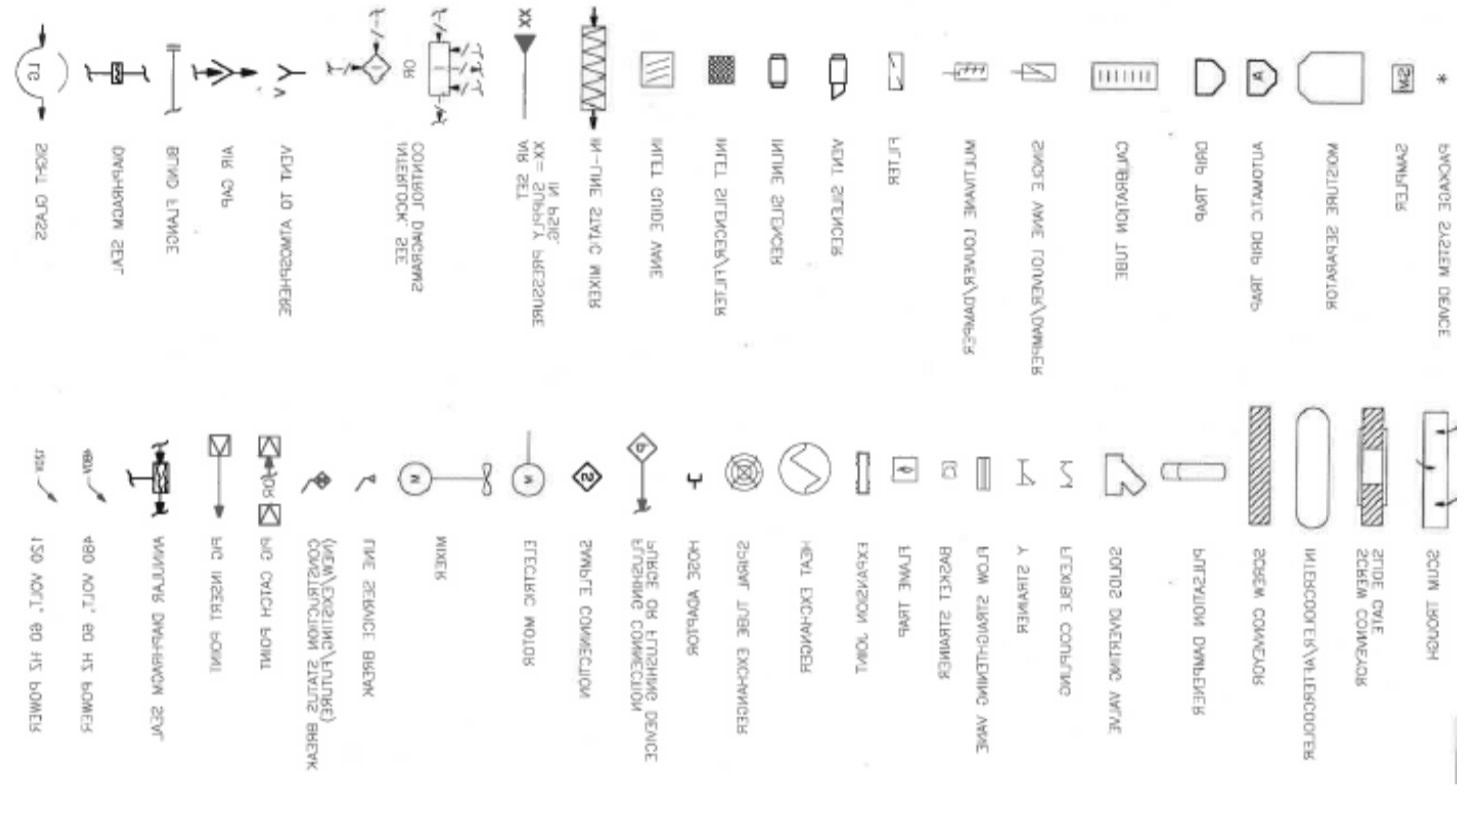 LG
SIGHT GLASS
DIAPHRAGM SEAL
BLIND FLANGE
AIR GAP
V
VENT TO ATMOSPHERE
I
OR
I
INTERLOCK, SEE
CONTROL DIAGRAMS
XX
AIR SET
XX= SUPPLY PRESSURE
IN PSIG.
IN-LINE STATIC MIXER
INLET GUIDE VANE
INLET SILENCER/FILTER
INLINE SILENCER
VENT SILENCER
FILTER
MULTIVANE LOUVER/DAMPER
SINGLE VANE LOUVER/DAMPER
CALIBRATION TUBE
DRIP TRAP
A
AUTOMATIC DRIP TRAP
MOISTURE SEPARATOR
SM
SAMPLER
*
PACKAGE SYSTEM DEVICE
120V
120 VOLT, 60 HZ POWER
480V
480 VOLT, 60 HZ POWER
ANNULAR DIAPHRAGM SEAL
PIG INSERT POINT
OR
PIG CATCH POINT
CONSTRUCTION STATUS BREAK
(NEW/EXISTING/FUTURE)
LINE SERVICE BREAK
M
MIXER
M
ELECTRIC MOTOR
S
SAMPLE CONNECTION
P
FLUSHING CONNECTION
PURGE OR FLUSHING DEVICE
HOSE ADAPTOR
SPIRAL TUBE EXCHANGER
HEAT EXCHANGER
EXPANSION JOINT
FLAME TRAP
BASKET STRAINER
FLOW STRAIGHTENING VANE
Y STRAINER
FLEXIBLE COUPLING
SOLIDS DIVERTING VALVE
PULSATION DAMPENER
SCREW CONVEYOR
INTERCOOLER/AFTERCOOLER
SCREW CONVEYOR
SLIDE GATE
SCUM TROUGH